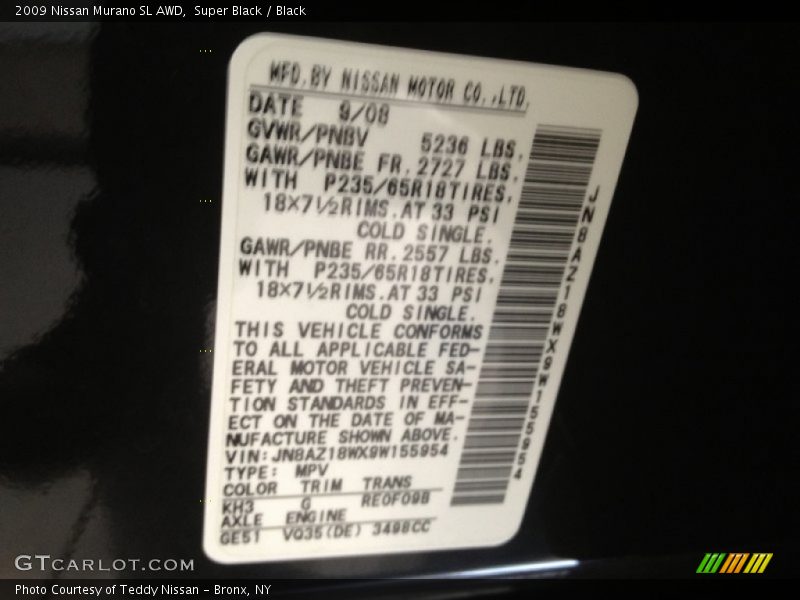 2009 Nissan Murano SL AWD,  Super Black / Black
MFD.BY NISSAN MOTOR CO.,LTD.
DATE 9/08
GVWR/PNBV 5236 LBS.
GAWR/PNBE FR.2727 LBS.
WITH P235/65R18TIRES.
18X7½RIMS.AT 33 PSI
COLD SINGLE.
GAWR/PNBE RR.2557 LBS.
WITH P235/65R18TIRES.
18X7½RIMS.AT 33 PSI
COLD SINGLE.
THIS VEHICLE CONFORMS
TO ALL APPLICABLE FED-
ERAL MOTOR VEHICLE SA-
FETY AND THEFT PREVEN-
TION STANDARDS IN EFF-
ECT ON THE DATE OF MA-
NUFACTURE SHOWN ABOVE.
VIN:JN8AZ18WX9W155954
TYPE: MPV
COLOR TRIM TRANS
KH3 G RE0F09B
AXLE ENGINE
GE51 VQ35(DE) 3498CC
JN8AZ18WX9W155954
GTCARLOT.COM
Photo Courtesy of Teddy Nissan – Bronx, NY